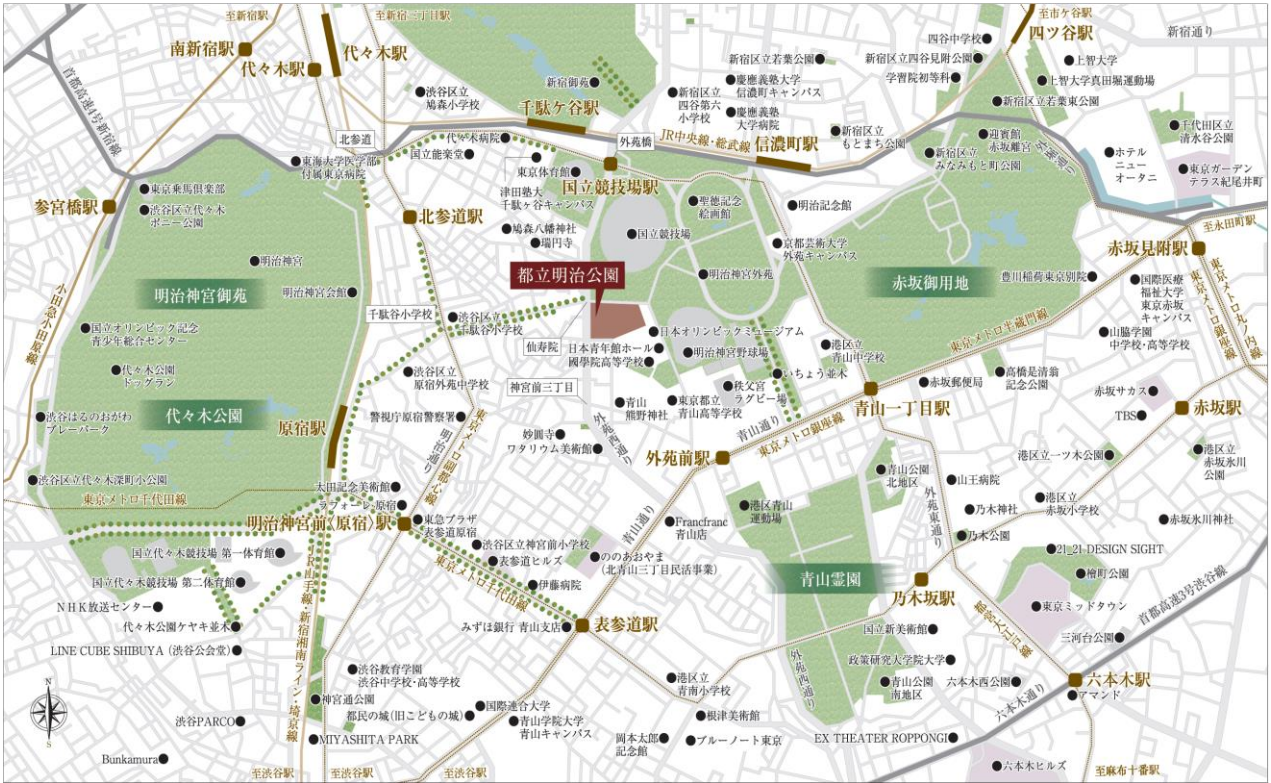 至新宿駅
至新宿三丁目駅
至市ケ谷駅
新宿通り
南新宿駅
代々木駅
代々木駅
四ツ谷駅
四谷中学校
上智大学
新宿区立若葉公園
新宿区立四谷見附公園
学習院初等科
上智大学真田堀運動場
首都高速4号新宿線
渋谷区立
鳩森小学校
新宿御苑
新宿区立
四谷第六
小学校
慶應義塾大学
信濃町キャンパス
慶應義塾
大学病院
新宿区立若葉東公園
千駄ケ谷駅
北参道
代々木病院
国立能楽堂
外苑橋
JR中央線・総武線
信濃町駅
新宿区立
もとまち公園
迎賓館
赤坂離宮
外堀通り
千代田区立
清水谷公園
東海大学医学部
付属東京病院
東京体育館
国立競技場駅
新宿区立
みなみもと町公園
ホテル
ニュー
オータニ
東京ガーデン
テラス紀尾井町
東京乗馬倶楽部
参宮橋駅
渋谷区立代々木
ポニー公園
北参道駅
津田塾大
千駄ヶ谷キャンパス
鳩森八幡神社
瑞円寺
聖徳記念
絵画館
国立競技場
明治記念館
京都芸術大学
外苑キャンパス
至永田町駅
赤坂見附駅
明治神宮
明治神宮御苑
明治神宮会館
都立明治公園
明治神宮外苑
赤坂御用地
豊川稲荷東京別院
国際医療
福祉大学
東京赤坂
キャンパス
東京メトロ丸ノ内線
東京メトロ銀座線
小田急小田原線
国立オリンピック記念
青少年総合センター
千駄谷小学校
渋谷区立
千駄谷小学校
仙寿院
日本オリンピックミュージアム
日本青年館ホール
國學院高等学校
明治神宮野球場
港区立
青山中学校
東京メトロ半蔵門線
山脇学園
中学校・高等学校
代々木公園
ドッグラン
渋谷区立
原宿外苑中学校
神宮前三丁目
いちょう並木
秩父宮
ラグビー場
東京都立
青山高等学校
青山一丁目駅
赤坂郵便局
高橋是清翁
記念公園
赤坂サカス
TBS
赤坂駅
渋谷はるのおがわ
プレーパーク
代々木公園
原宿駅
警視庁原宿警察署
東京メトロ副都心線
明治通り
青山
熊野神社
外苑西通り
妙圓寺
ワタリウム美術館
青山通り
東京メトロ銀座線
外苑前駅
港区立一ツ木公園
港区立
赤坂氷川
公園
渋谷区立代々木深町小公園
東京メトロ千代田線
太田記念美術館
ラフォーレ原宿
青山公園
北地区
外苑東通り
山王病院
明治神宮前〈原宿〉駅
東急プラザ
表参道原宿
青山通り
Francfranc
青山店
港区青山
運動場
乃木神社
港区立
赤坂小学校
赤坂氷川神社
国立代々木競技場 第一体育館
渋谷区立神宮前小学校
表参道ヒルズ
ののあおやま
(北青山三丁目民活事業)
乃木公園
21_21 DESIGN SIGHT
国立代々木競技場 第二体育館
東京メトロ千代田線
伊藤病院
青山霊園
乃木坂駅
檜町公園
NHK放送センター
東京ミッドタウン
首都高速3号渋谷線
代々木公園ケヤキ並木
みずほ銀行 青山支店
表参道駅
国立新美術館
都営大江戸線
三河台公園
LINE CUBE SHIBUYA (渋谷公会堂)
JR山手線・新宿湘南ライン・埼京線
渋谷教育学園
渋谷中学校・高等学校
港区立
青南小学校
外苑西通り
政策研究大学院大学
青山公園
南地区
六本木西公園
六本木駅
アマンド
N
S
神宮通公園
都民の城(旧こどもの城)
国際連合大学
青山学院大学
青山キャンパス
根津美術館
六本木通り
渋谷PARCO
MIYASHITA PARK
岡本太郎
記念館
ブルーノート東京
EX THEATER ROPPONGI
Bunkamura
至渋谷駅
至渋谷駅
至渋谷駅
六本木ヒルズ
至麻布十番駅